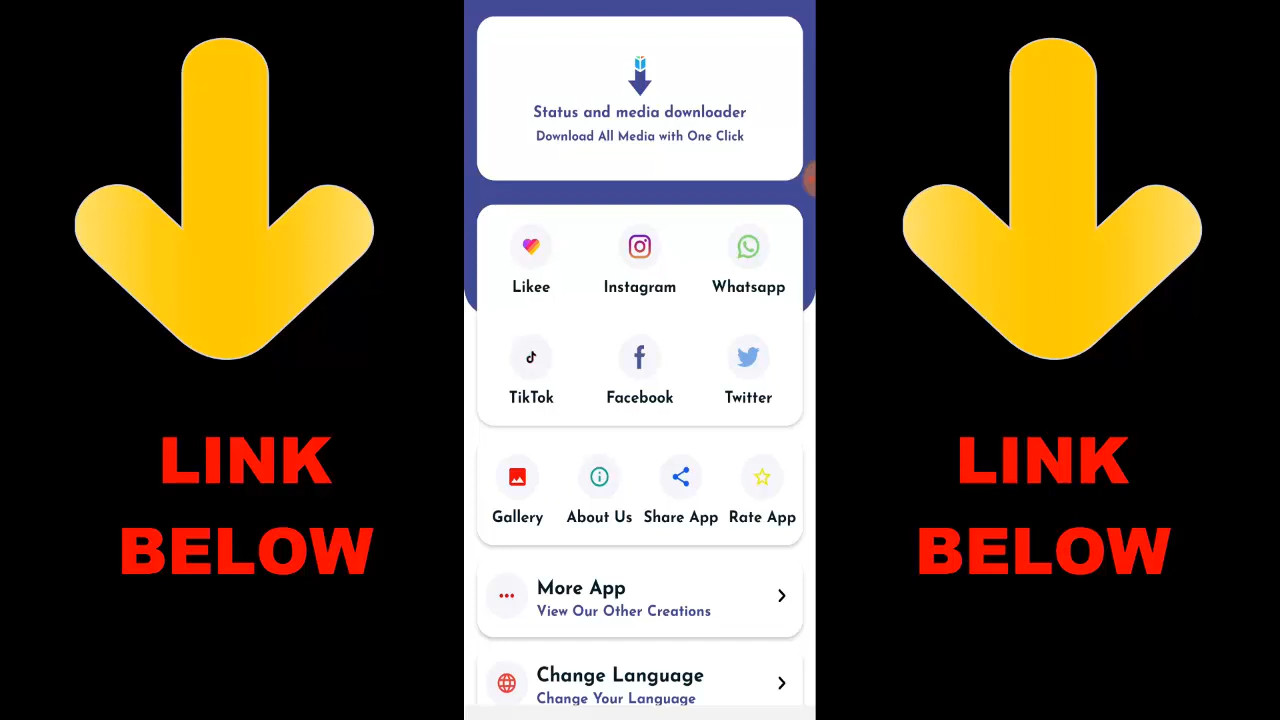 Status and media downloader
Download All Media with One Click
Likee
Instagram
Whatsapp
TikTok
Facebook
Twitter
LINK
BELOW
Gallery
About Us
Share App
Rate App
More App
View Our Other Creations
Change Language
Change Your Language
LINK
BELOW